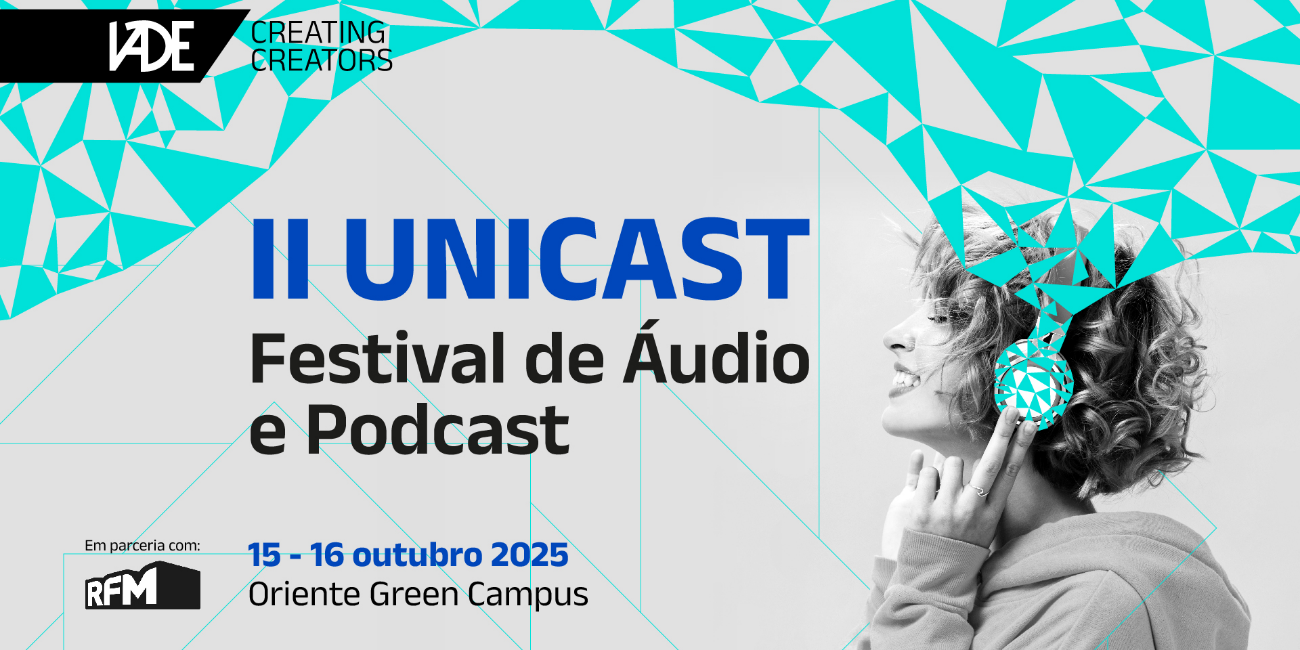 IADE
CREATING
CREATORS
II UNICAST
Festival de Áudio
e Podcast
Em parceria com:
RFM
15 - 16 outubro 2025
Oriente Green Campus